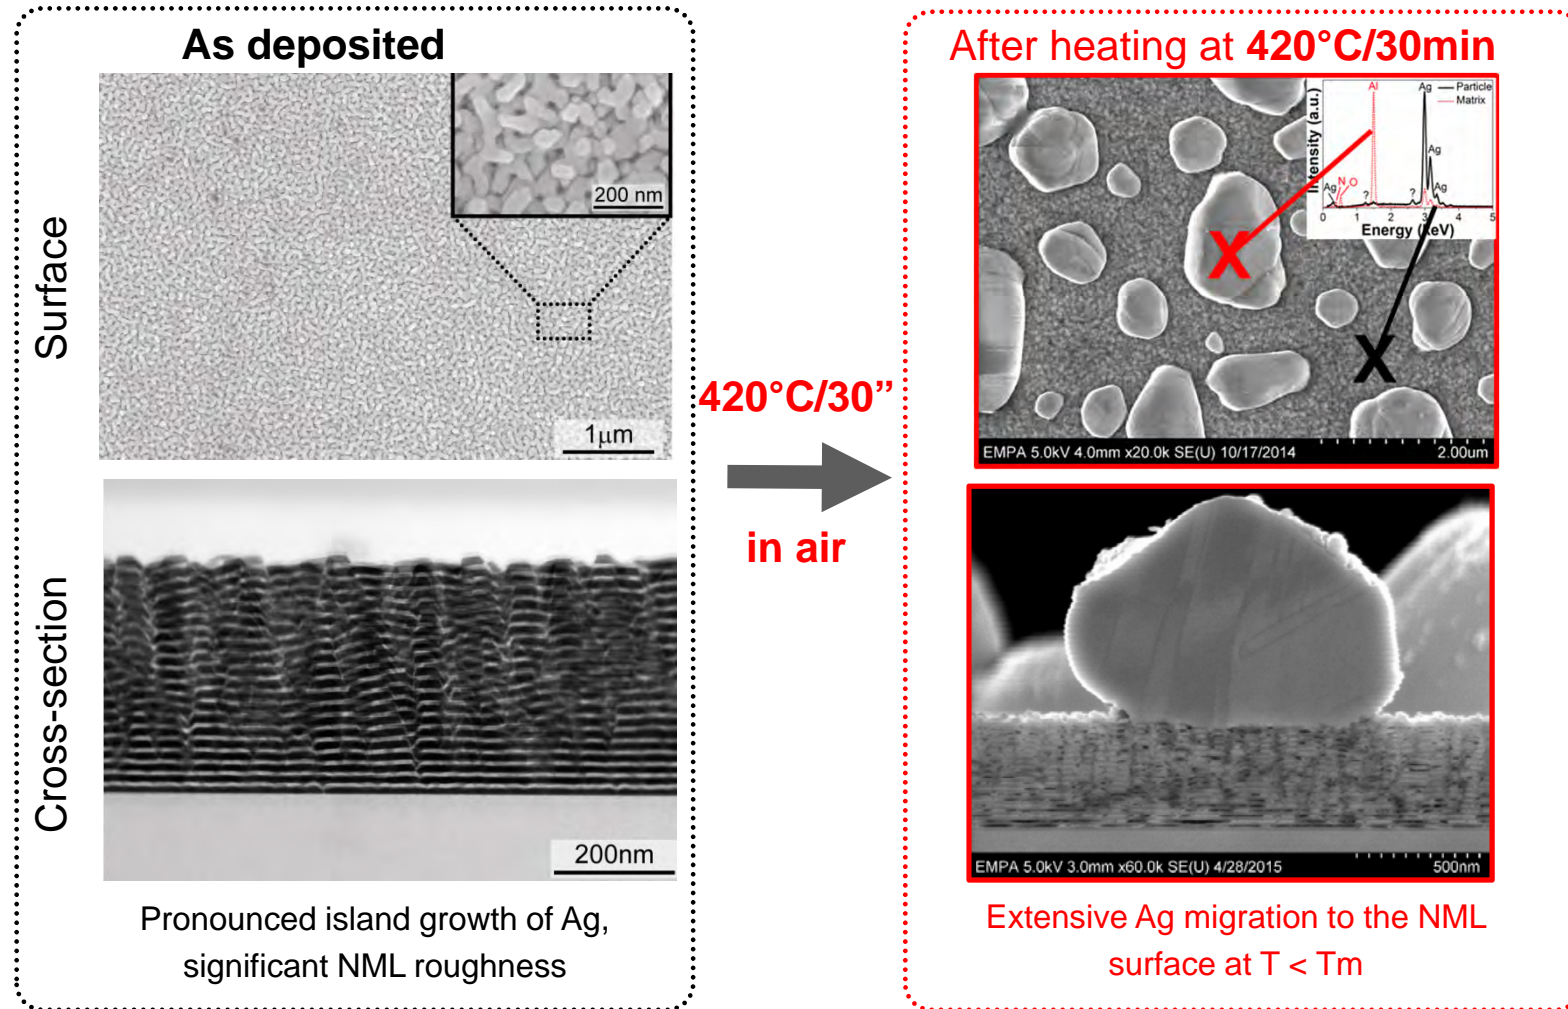 As deposited
Surface
200 nm
1μm
Cross-section
200nm
Pronounced island growth of Ag,
significant NML roughness
420°C/30”
in air
After heating at 420°C/30min
Intensity (a.u.)
Al
Ag
Particle
Matrix
Ag
Ag
N
O
?
?
Ag
0 1 2 3 4 5
Energy (keV)
X
X
EMPA 5.0kV 4.0mm x20.0k SE(U) 10/17/2014
2.00um
EMPA 5.0kV 3.0mm x60.0k SE(U) 4/28/2015
500nm
Extensive Ag migration to the NML
surface at T < Tm